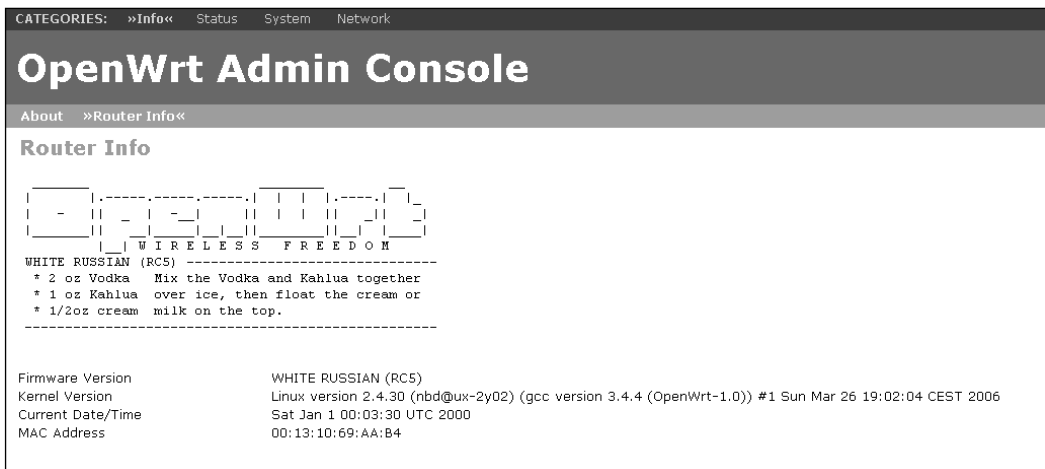 CATEGORIES: »Info« Status System Network
OpenWrt Admin Console
About »Router Info«
Router Info
OpenWrt
W I R E L E S S F R E E D O M
WHITE RUSSIAN (RC5) -------------------------------
* 2 oz Vodka Mix the Vodka and Kahlua together
* 1 oz Kahlua over ice, then float the cream or
* 1/2oz cream milk on the top.
---------------------------------------------------
Firmware Version WHITE RUSSIAN (RC5)
Kernel Version Linux version 2.4.30 (nbd@ux-2y02) (gcc version 3.4.4 (OpenWrt-1.0)) #1 Sun Mar 26 19:02:04 CEST 2006
Current Date/Time Sat Jan 1 00:03:30 UTC 2000
MAC Address 00:13:10:69:AA:B4